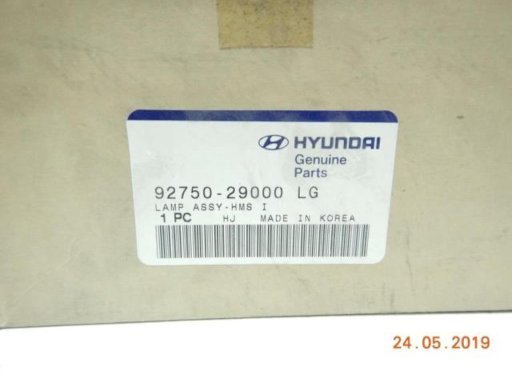 HYUNDAI
Genuine
Parts
92750-29000 LG
LAMP ASSY-HMS I
1 PC HJ MADE IN KOREA
24.05.2019